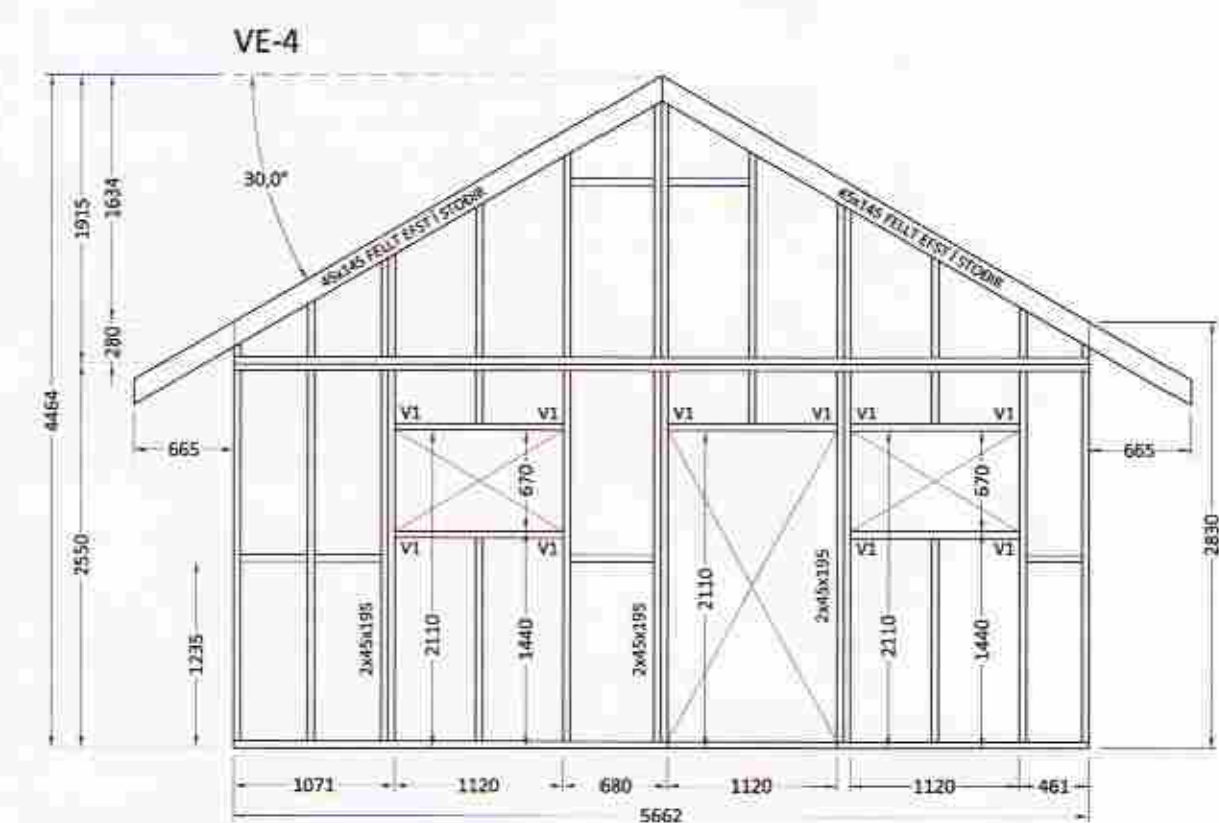 VE-4
30,0°
45x145 FELLT EFST Í STOÐIR
45x145 FELLT EFST Í STOÐIR
4464
1915
1634
280
2550
1235
665
665
2830
V1 V1 V1 V1 V1 V1
670
670
V1 V1 V1 V1
2x45x195
2110
1440
2x45x195
2110
2x45x195
2110
1440
1071 1120 680 1120 1120 461
5662